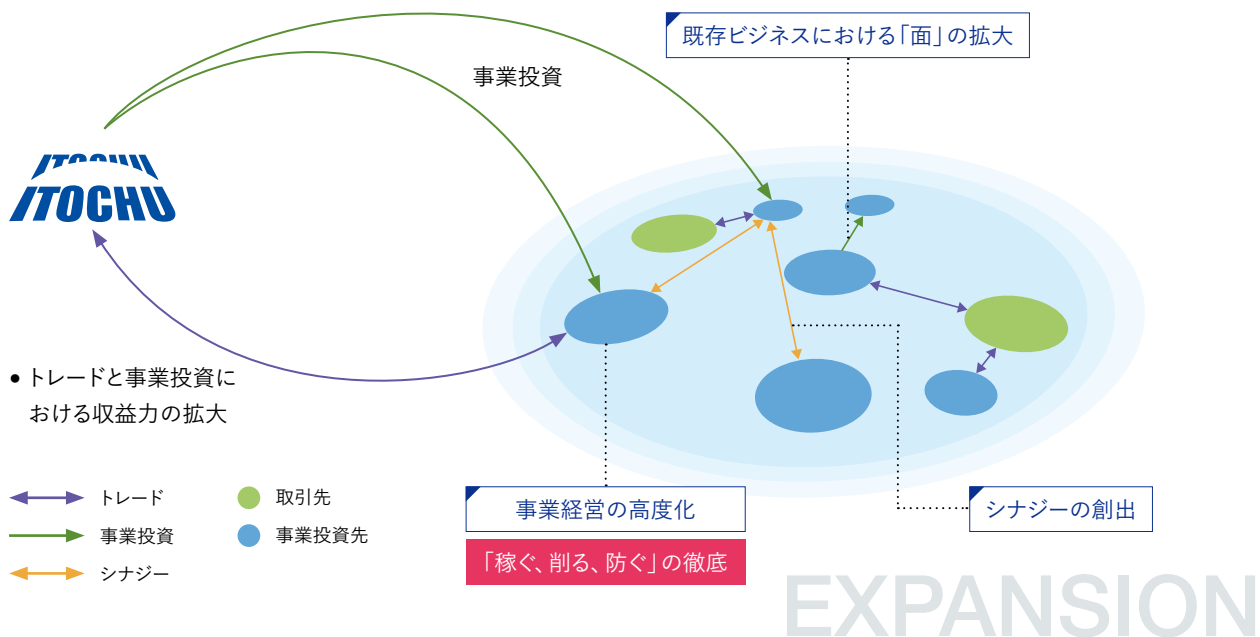 既存ビジネスにおける「面」の拡大
事業投資
ITOCHU
ITOCHU
• トレードと事業投資に
おける収益力の拡大
トレード
取引先
事業投資
事業投資先
シナジー
事業経営の高度化
「稼ぐ、削る、防ぐ」の徹底
シナジーの創出
EXPANSION